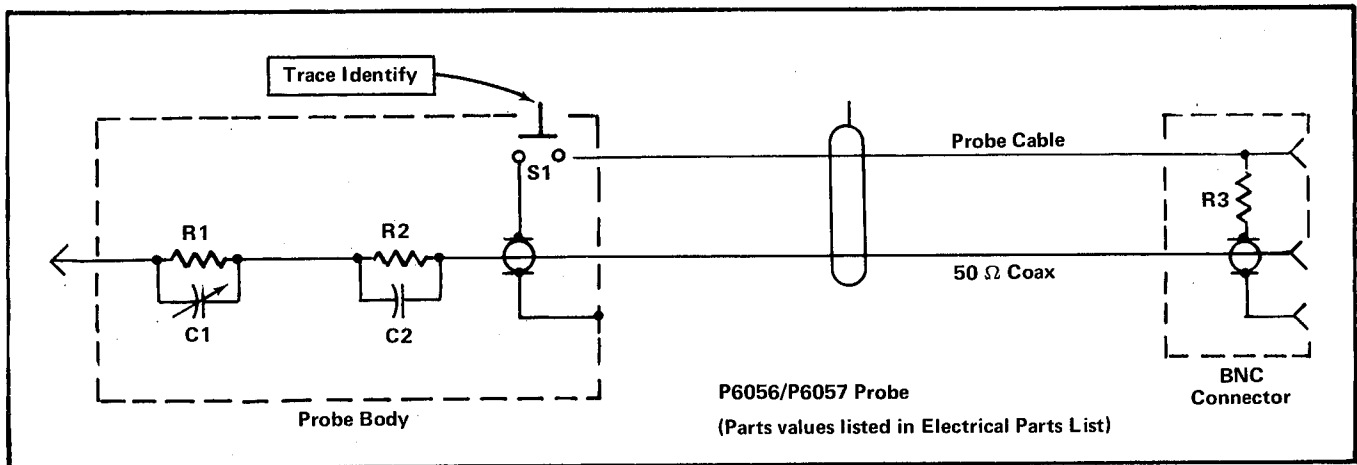 Trace Identify
S1
Probe Cable
R3
R1
R2
50 Ω Coax
C1
C2
BNC
Connector
P6056/P6057 Probe
(Parts values listed in Electrical Parts List)
Probe Body